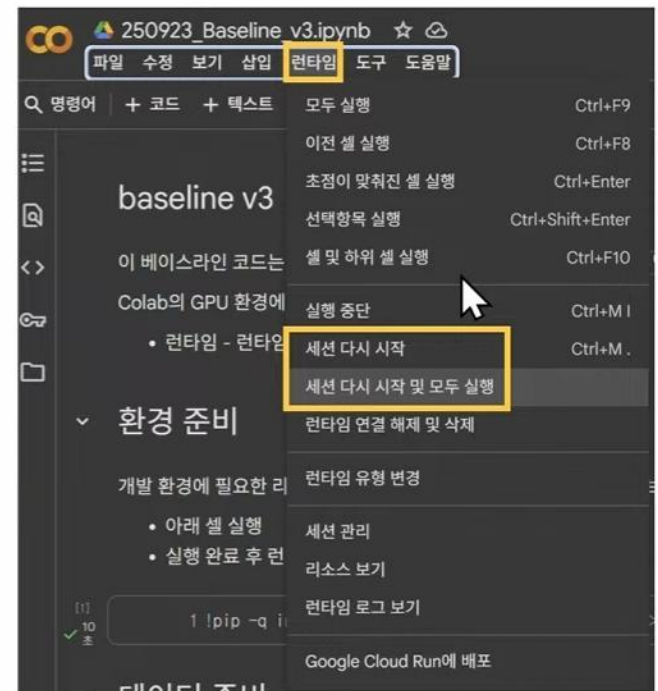 250923_Baseline_v3.ipynb
파일 수정 보기 삽입 런타임 도구 도움말
명령어 + 코드 + 텍스트
모두 실행 Ctrl+F9
이전 셀 실행 Ctrl+F8
초점이 맞춰진 셀 실행 Ctrl+Enter
선택항목 실행 Ctrl+Shift+Enter
셀 및 하위 셀 실행 Ctrl+F10
실행 중단 Ctrl+M I
세션 다시 시작 Ctrl+M .
세션 다시 시작 및 모두 실행
런타임 연결 해제 및 삭제
런타임 유형 변경
세션 관리
리소스 보기
런타임 로그 보기
Google Cloud Run에 배포
baseline v3
이 베이스라인 코드는
Colab의 GPU 환경에
• 런타임 - 런타임
환경 준비
개발 환경에 필요한 리
• 아래 셀 실행
• 실행 완료 후 런
[1]
10
초
1 !pip -q i
데이터 준비